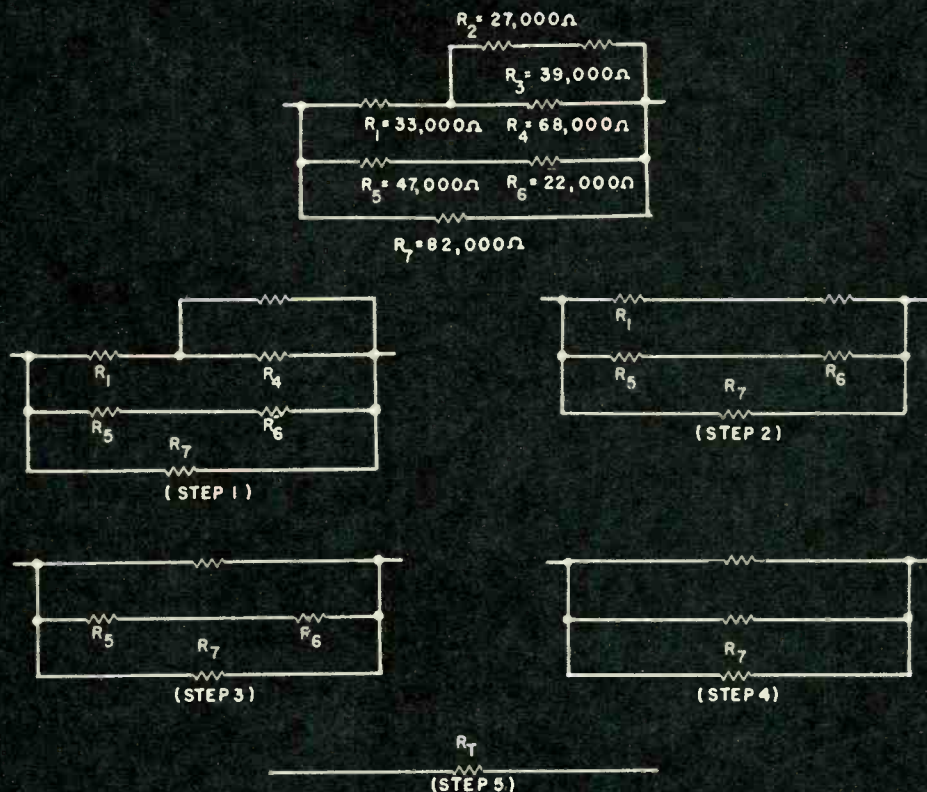 R₂= 27,000Ω
R₃= 39,000Ω
R₁= 33,000Ω R₄= 68,000Ω
R₅= 47,000Ω R₆= 22,000Ω
R₇=82,000Ω
R₁ R₄
R₅ R₆
R₇
(STEP 1)
R₁
R₅ R₆
R₇
(STEP 2)
R₅ R₆
R₇
(STEP 3)
R₇
(STEP 4)
R_T
(STEP 5)